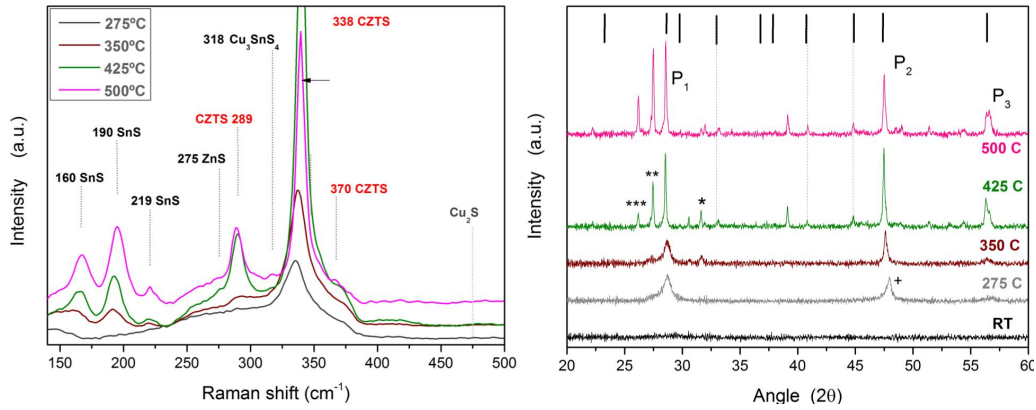 275ºC
350ºC
425ºC
500ºC
338 CZTS
318 Cu₃SnS₄
CZTS 289
190 SnS
275 ZnS
160 SnS
219 SnS
370 CZTS
Cu₂S
Intensity (a.u.)
150 200 250 300 350 400 450 500
Raman shift (cm⁻¹)
P₁
P₂
P₃
500 C
**
***
*
425 C
350 C
275 C
+
RT
Intensity (a.u.)
20 25 30 35 40 45 50 55 60
Angle (2θ)